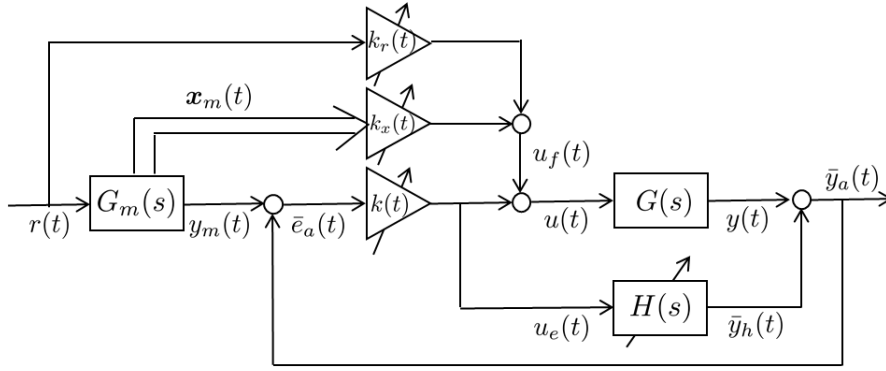 k_r(t)
𝒙_m(t)
k_x(t)
u_f(t)
G_m(s)
k(t)
G(s)
ȳ_a(t)
r(t)
y_m(t)
ē_a(t)
u(t)
y(t)
H(s)
u_e(t)
ȳ_h(t)